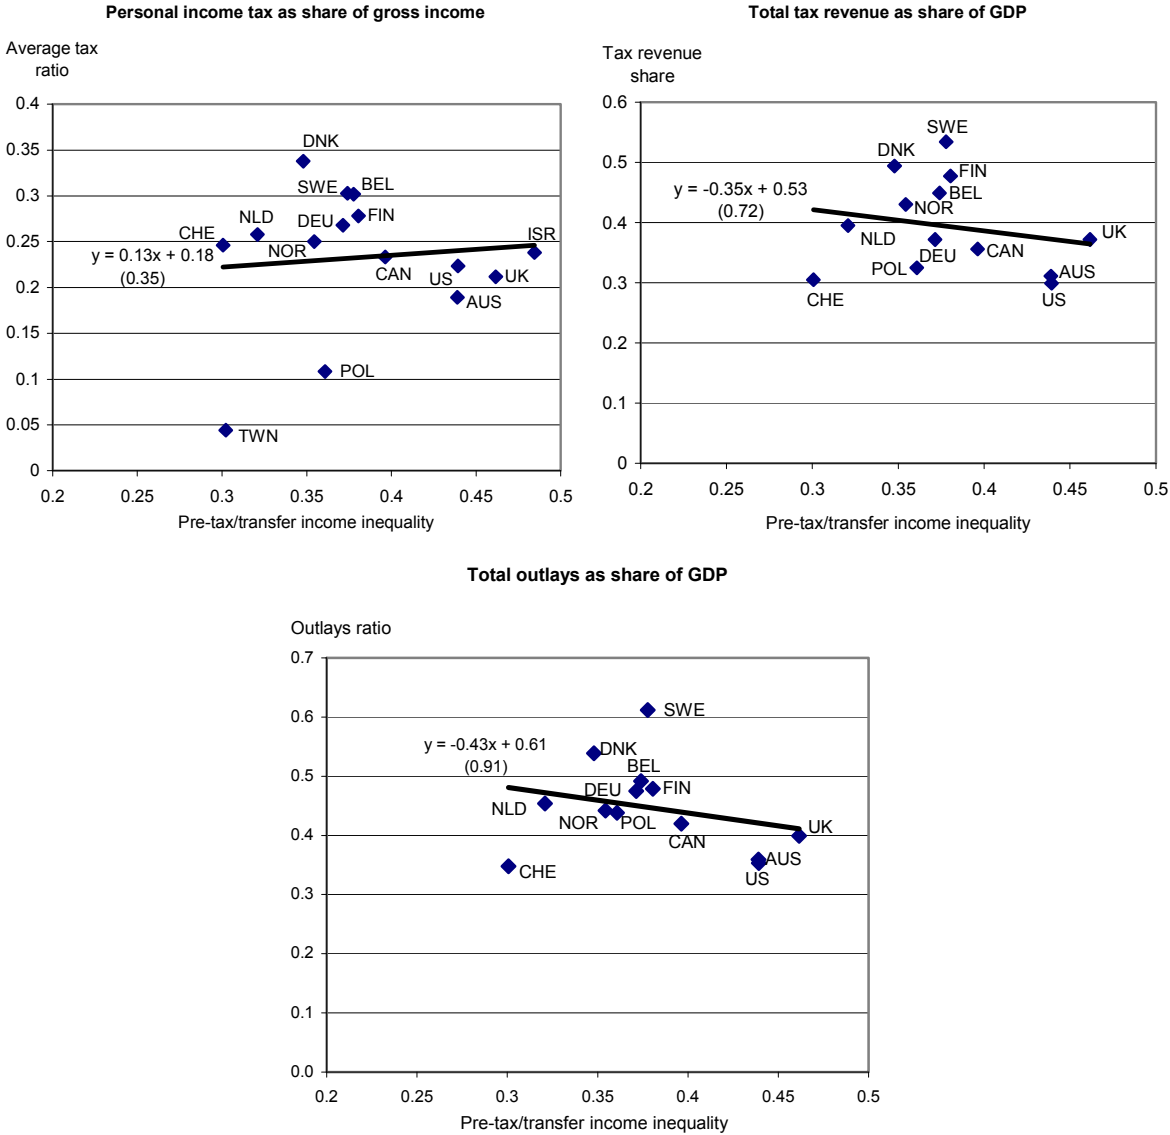 Personal income tax as share of gross income
Average tax
ratio
0.4
0.35
0.3
0.25
0.2
0.15
0.1
0.05
0
DNK
SWE
BEL
NLD
DEU
FIN
CHE
NOR
ISR
y = 0.13x + 0.18
(0.35)
CAN
US
UK
AUS
POL
TWN
0.2
0.3
0.35
0.4
0.45
0.5
Pre-tax/transfer income inequality
Total tax revenue as share of GDP
Tax revenue
share
0.6
0.5
0.4
0.3
0.2
0.1
0
SWE
DNK
FIN
y = -0.35x + 0.53
(0.72)
BEL
NOR
NLD
UK
DEU
CAN
POL
AUS
CHE
US
0.2
0.3
0.35
0.4
0.45
0.5
Pre-tax/transfer income inequality
Total outlays as share of GDP
Outlays ratio
0.7
0.6
0.5
0.4
0.3
0.2
0.1
0.0
SWE
y = -0.43x + 0.61
(0.91)
DNK
BEL
DEU
FIN
NLD
NOR
POL
UK
CAN
AUS
CHE
US
0.2
0.3
0.35
0.4
0.45
0.5
Pre-tax/transfer income inequality